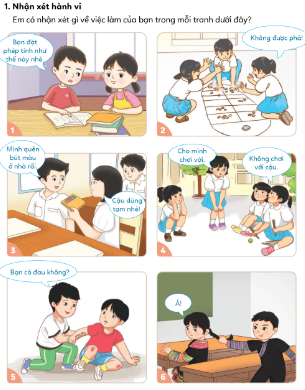 1. Nhận xét hành vi
Em có nhận xét gì về việc làm của bạn trong mỗi tranh dưới đây?
Bạn đặt
phép tính như
thế này nhé.
1
Không được phá!
2
Mình quên
bút màu
ở nhà rồi.
Cậu dùng
tạm nhé!
3
Cho mình
chơi với.
Không chơi
với cậu.
4
Bạn có đau không?
5
Á!
6